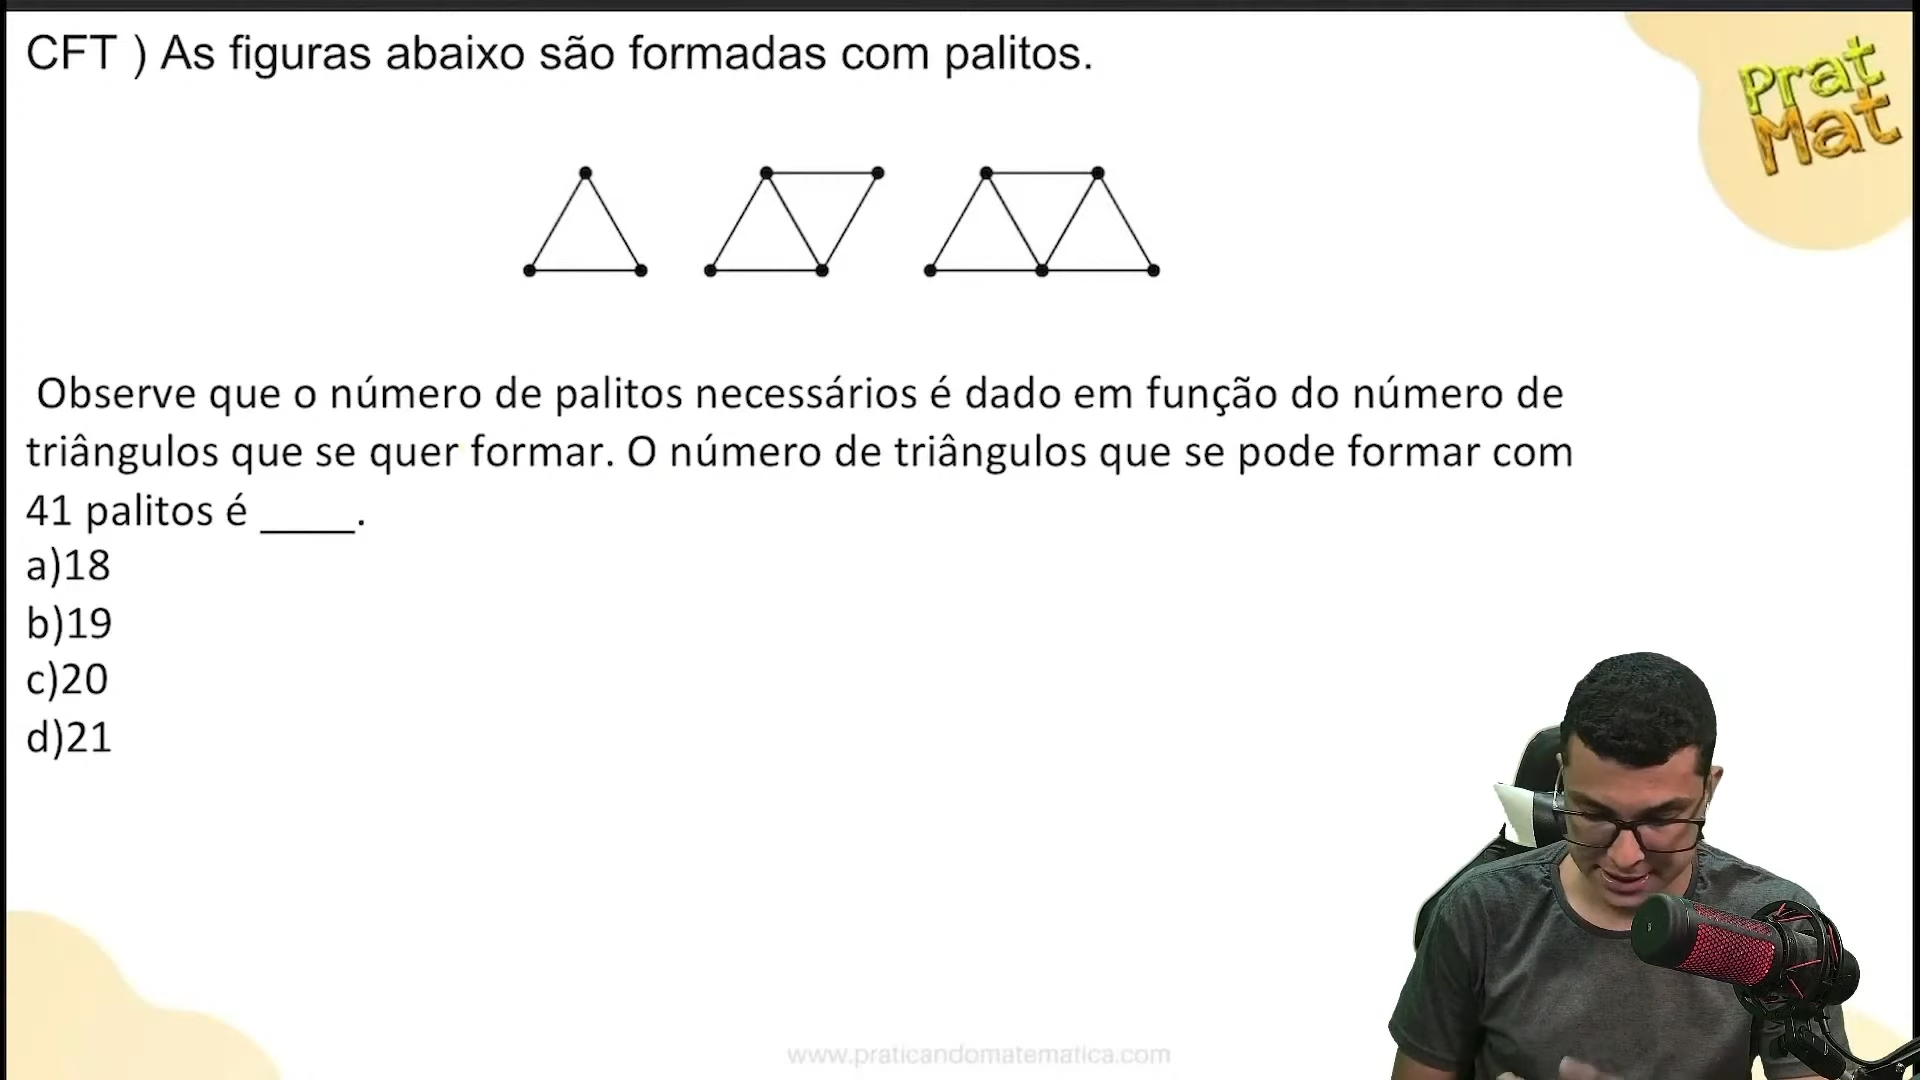 CFT ) As figuras abaixo são formadas com palitos.
Prat
Mat
Observe que o número de palitos necessários é dado em função do número de
triângulos que se quer formar. O número de triângulos que se pode formar com
41 palitos é _____.
a)18
b)19
c)20
d)21
www.praticandomatematica.com